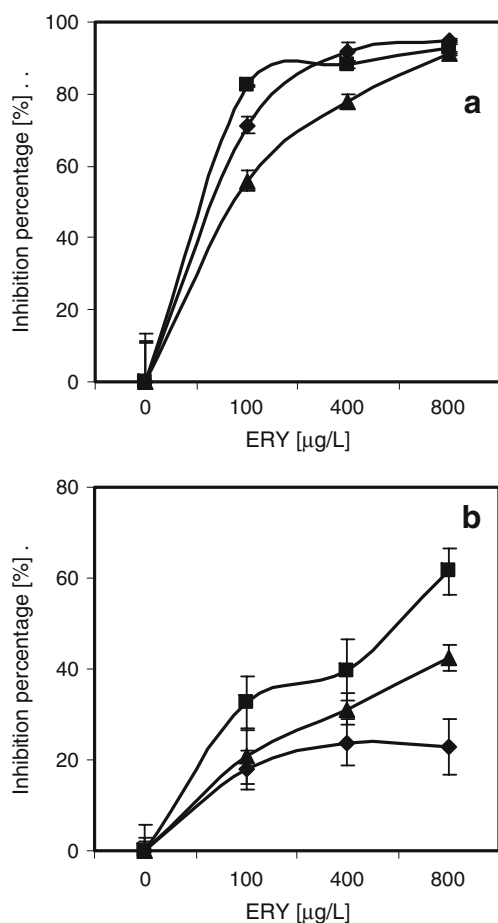 100
80
60
40
20
0
Inhibition percentage [%] . .
a
0 100 400 800
ERY [µg/L]
80
60
40
20
0
Inhibition percentage [%] .
b
0 100 400 800
ERY [µg/L]